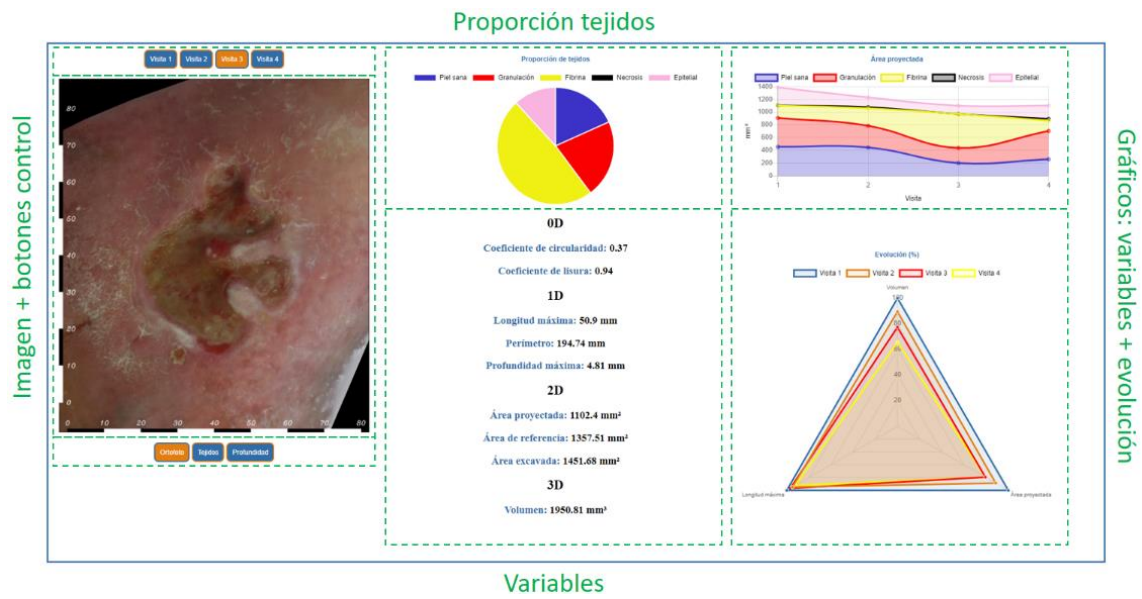 Proporción tejidos
Imagen + botones control
Visita 1 Visita 2 Visita 3 Visita 4
80
70
60
50
40
30
20
10
0
0 10 20 30 40 50 60 70 80
Ortofoto Tejidos Profundidad
Proporción de tejidos
Piel sana Granulación Fibrina Necrosis Epitelial
0D
Coeficiente de circularidad: 0.37
Coeficiente de lisura: 0.94
1D
Longitud máxima: 50.9 mm
Perímetro: 194.74 mm
Profundidad máxima: 4.81 mm
2D
Área proyectada: 1102.4 mm²
Área de referencia: 1357.51 mm²
Área excavada: 1451.68 mm²
3D
Volumen: 1950.81 mm³
Área proyectada
Piel sana Granulación Fibrina Necrosis Epitelial
1400
1200
1000
800
600
400
200
0
mm²
1 2 3 4
Visita
Evolución (%)
Visita 1 Visita 2 Visita 3 Visita 4
Volumen
100
80
60
40
20
Longitud máxima
Área proyectada
Gráficos: variables + evolución
Variables